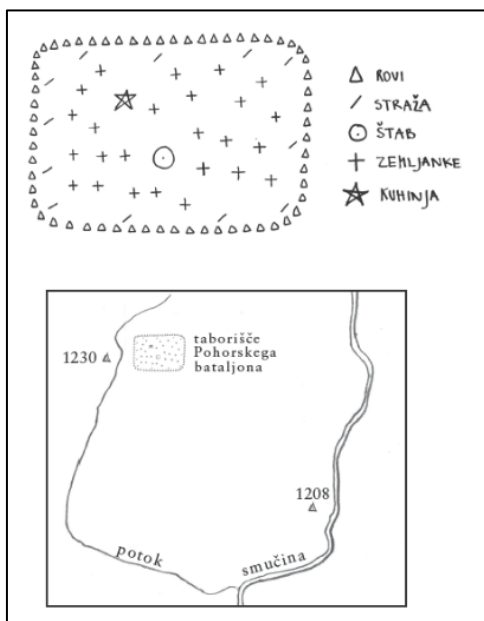 ROVI
STRAŽA
ŠTAB
ZEMLJANKE
KUHINJA
taborišče
Pohorskega
bataljona
1230
1208
potok
smučina